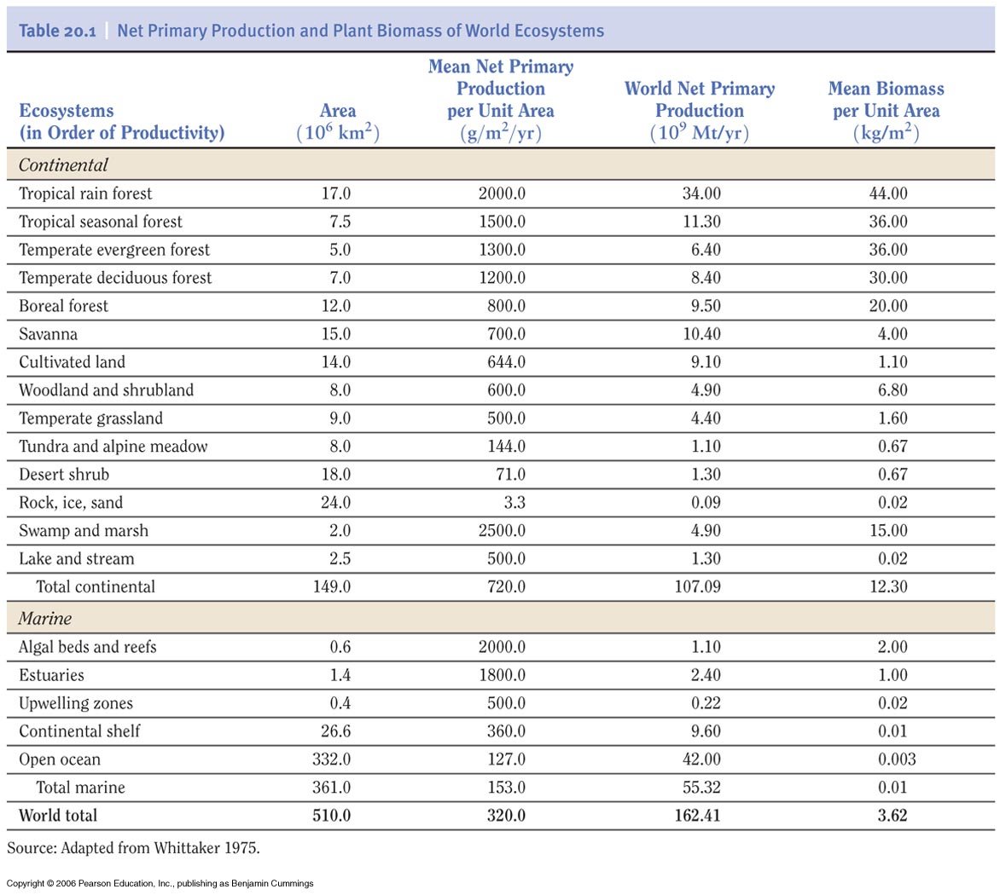 Table 20.1 | Net Primary Production and Plant Biomass of World Ecosystems
Ecosystems (in Order of Productivity) Area (10⁶ km²) Mean Net Primary Production per Unit Area (g/m²/yr) World Net Primary Production (10⁹ Mt/yr) Mean Biomass per Unit Area (kg/m²)
Continental
Tropical rain forest 17.0 2000.0 34.00 44.00
Tropical seasonal forest 7.5 1500.0 11.30 36.00
Temperate evergreen forest 5.0 1300.0 6.40 36.00
Temperate deciduous forest 7.0 1200.0 8.40 30.00
Boreal forest 12.0 800.0 9.50 20.00
Savanna 15.0 700.0 10.40 4.00
Cultivated land 14.0 644.0 9.10 1.10
Woodland and shrubland 8.0 600.0 4.90 6.80
Temperate grassland 9.0 500.0 4.40 1.60
Tundra and alpine meadow 8.0 144.0 1.10 0.67
Desert shrub 18.0 71.0 1.30 0.67
Rock, ice, sand 24.0 3.3 0.09 0.02
Swamp and marsh 2.0 2500.0 4.90 15.00
Lake and stream 2.5 500.0 1.30 0.02
Total continental 149.0 720.0 107.09 12.30
Marine
Algal beds and reefs 0.6 2000.0 1.10 2.00
Estuaries 1.4 1800.0 2.40 1.00
Upwelling zones 0.4 500.0 0.22 0.02
Continental shelf 26.6 360.0 9.60 0.01
Open ocean 332.0 127.0 42.00 0.003
Total marine 361.0 153.0 55.32 0.01
World total 510.0 320.0 162.41 3.62
Source: Adapted from Whittaker 1975.
Copyright © 2006 Pearson Education, Inc., publishing as Benjamin Cummings